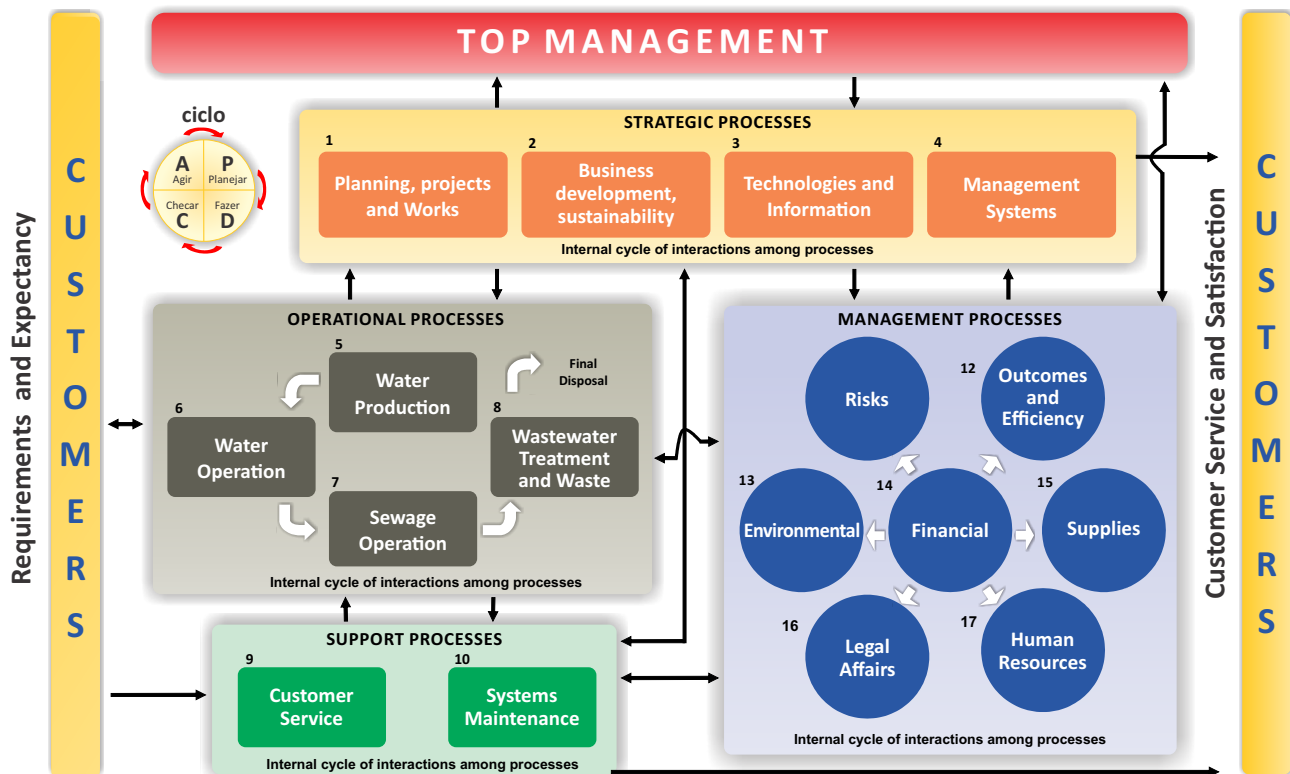 TOP MANAGEMENT
CUSTOMERS
Requirements and Expectancy
ciclo
A
Agir
P
Planejar
Checar
C
Fazer
D
STRATEGIC PROCESSES
1
Planning, projects
and Works
2
Business
development,
sustainability
3
Technologies and
Information
4
Management
Systems
Internal cycle of interactions among processes
OPERATIONAL PROCESSES
5
Water
Production
Final
Disposal
6
Water
Operation
7
Sewage
Operation
8
Wastewater
Treatment
and Waste
Internal cycle of interactions among processes
MANAGEMENT PROCESSES
Risks
12
Outcomes
and
Efficiency
13
Environmental
14
Financial
15
Supplies
16
Legal
Affairs
17
Human
Resources
Internal cycle of interactions among processes
SUPPORT PROCESSES
9
Customer
Service
10
Systems
Maintenance
Internal cycle of interactions among processes
Customer Service and Satisfaction
CUSTOMERS